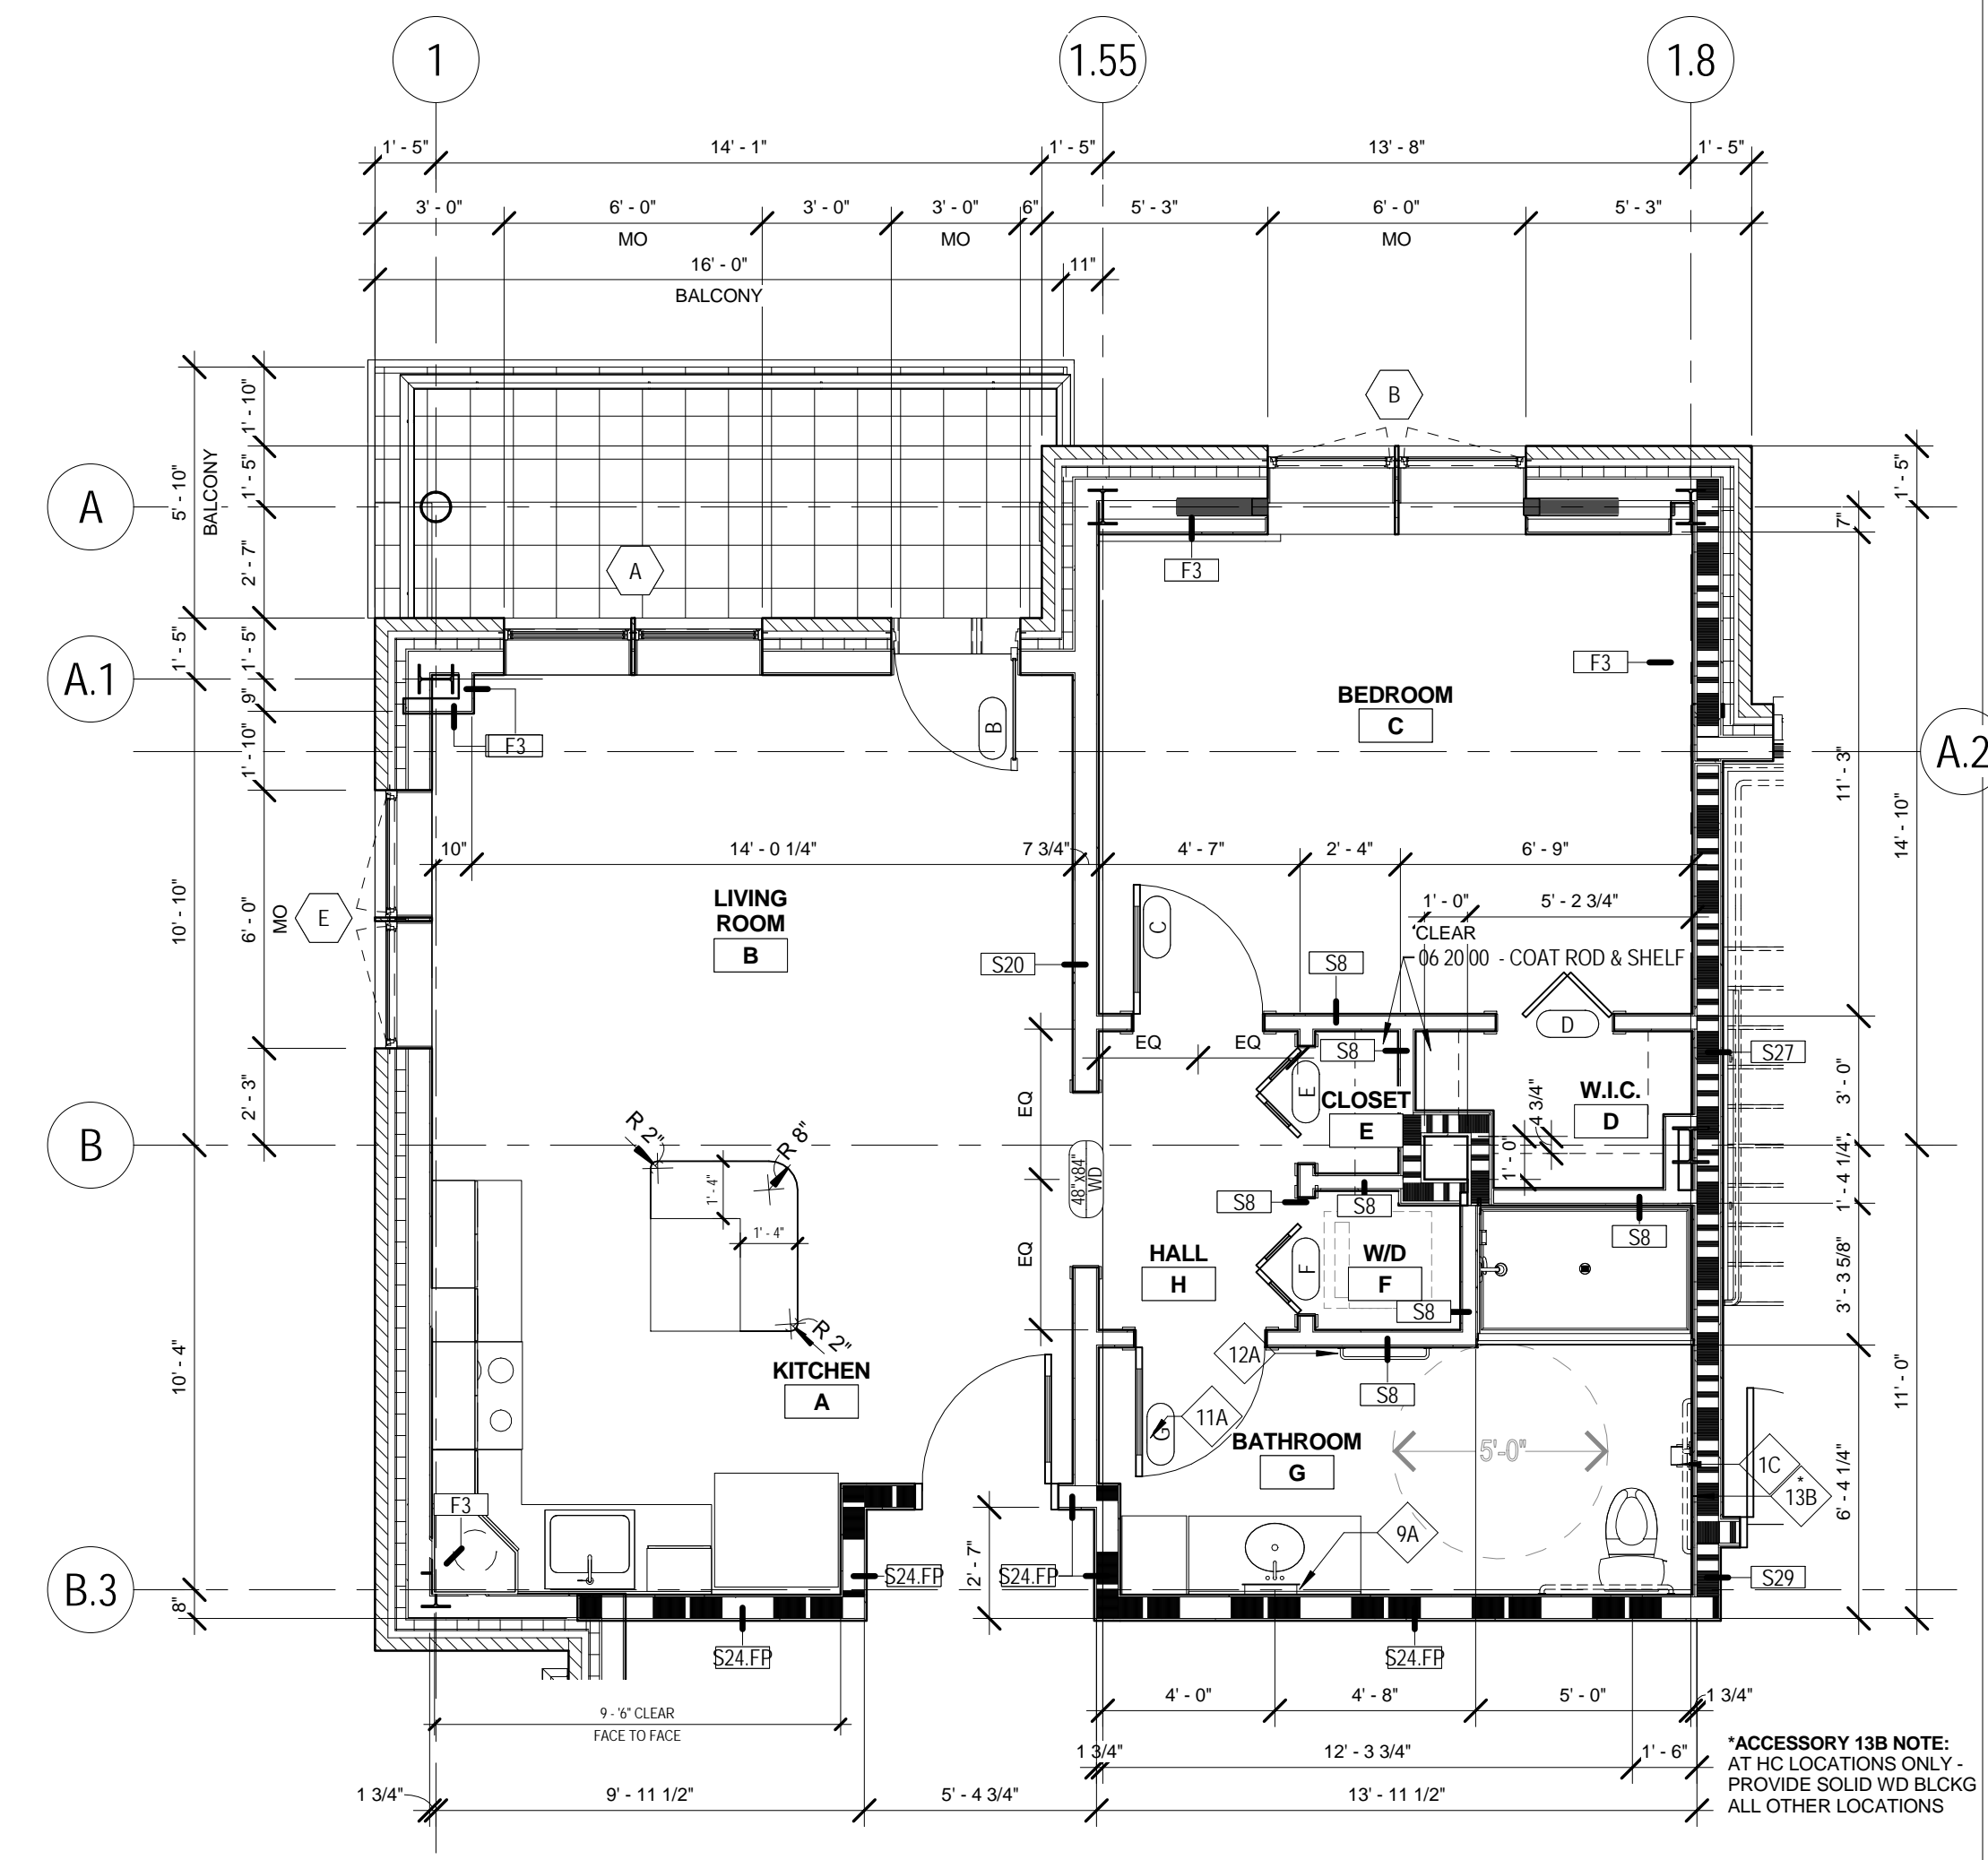 1
1.55
1.8
1' - 5"
14' - 1"
1' - 5"
13' - 8"
1' - 5"
3' - 0"
6' - 0"
3' - 0"
3' - 0"
6"
5' - 3"
6' - 0"
5' - 3"
MO
MO
MO
16' - 0"
11"
BALCONY
1' - 10"
B
A
5' - 10"
BALCONY
1' - 5"
1' - 5"
7"
2' - 7"
A
F3
A.1
1' - 5"
1' - 5"
9"
F3
BEDROOM
C
F3
B
A.2
1' - 10"
11' - 3"
14' - 10"
10"
14' - 0 1/4"
7 3/4"
4' - 7"
2' - 4"
6' - 9"
LIVING
ROOM
B
10' - 10"
6' - 0"
MO
E
C
1' - 0"
5' - 2 3/4"
CLEAR
06 20 00 - COAT ROD & SHELF
S20
S8
D
EQ
EQ
S8
S27
2' - 3"
EQ
E
CLOSET
E
W.I.C.
D
3' - 0"
4 3/4"
B
R 2"
R 8"
1' - 4"
1' - 4"
R 2"
48"x84"
WD
1' - 0"
1' - 4 1/4"
S8
S8
S8
EQ
HALL
H
F
W/D
F
S8
3' - 3 5/8"
10' - 4"
KITCHEN
A
12A
S8
11' - 0"
G
11A
BATHROOM
G
5'-0"
1C
*
13B
6' - 4 1/4"
F3
9A
B.3
8"
S24.FP
2' - 7"
S24.FP
S29
S24.FP
S24.FP
9 - '6" CLEAR
FACE TO FACE
4' - 0"
4' - 8"
5' - 0"
1 3/4"
1 3/4"
12' - 3 3/4"
1' - 6"
1 3/4"
9' - 11 1/2"
5' - 4 3/4"
13' - 11 1/2"
*ACCESSORY 13B NOTE:
AT HC LOCATIONS ONLY -
PROVIDE SOLID WD BLCKG
ALL OTHER LOCATIONS